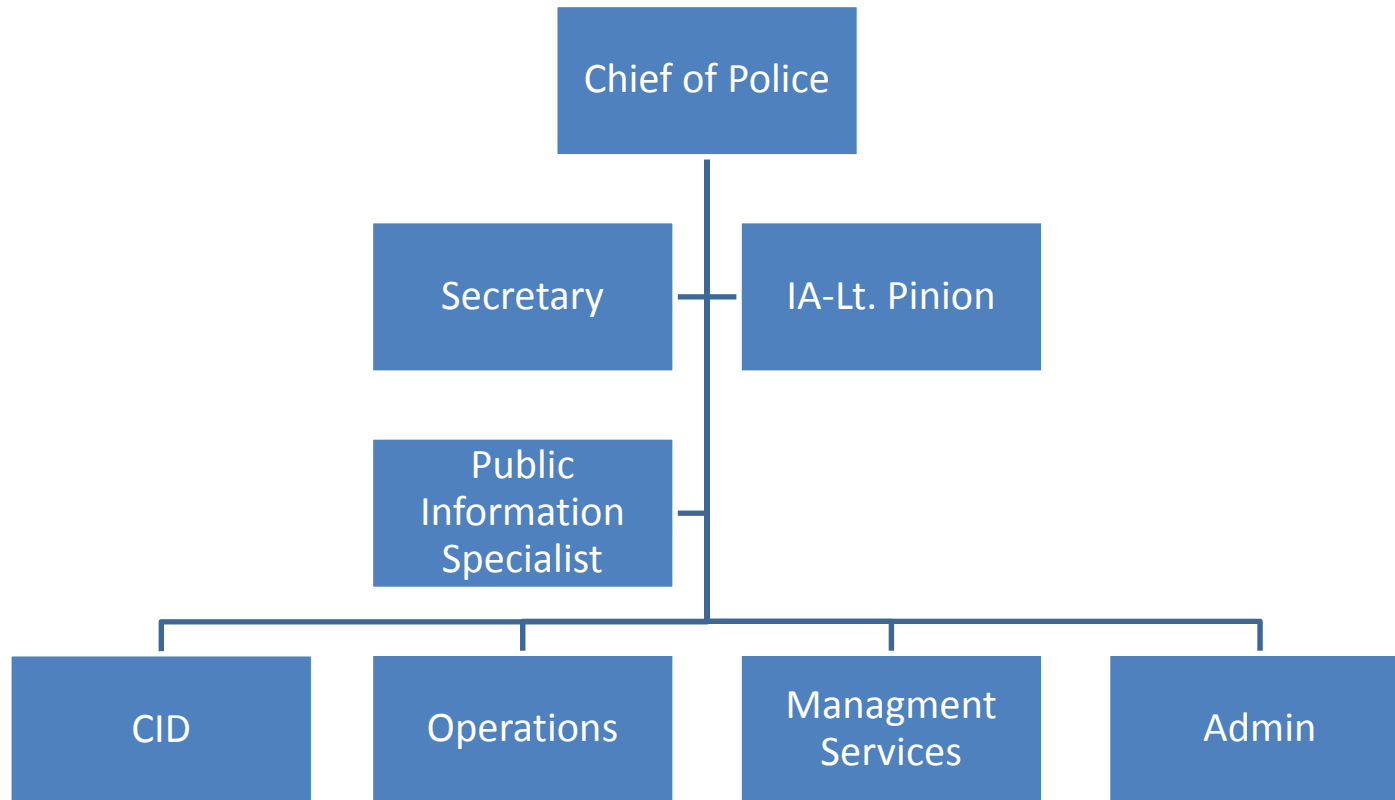 Chief of Police
Secretary
IA-Lt. Pinion
Public
Information
Specialist
CID
Operations
Managment
Services
Admin